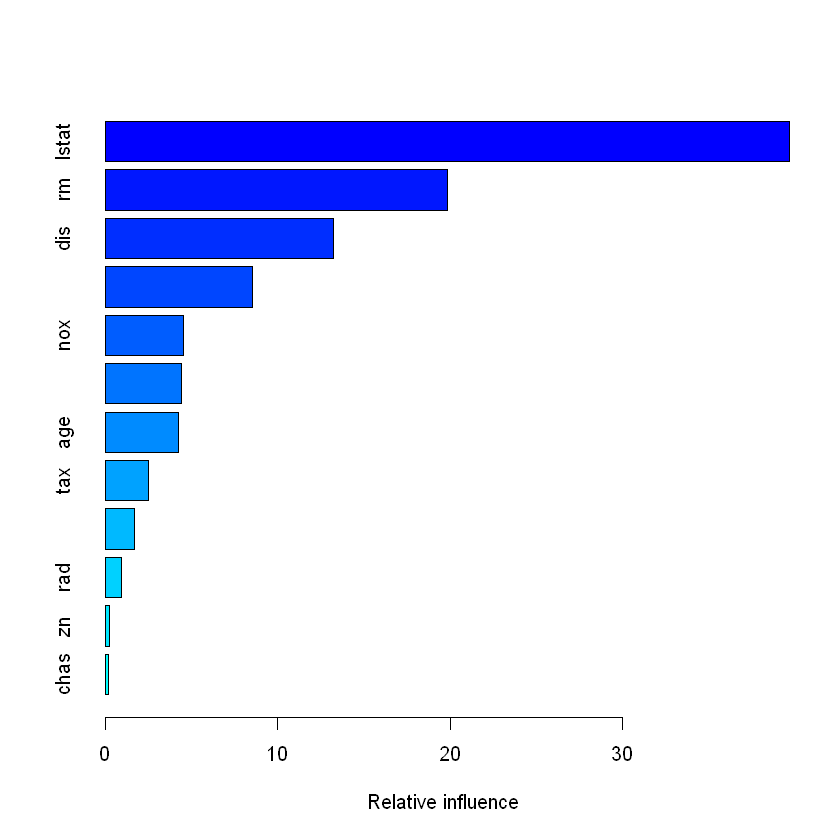 lstat
rm
dis
nox
age
tax
rad
zn
chas
0 10 20 30
Relative influence